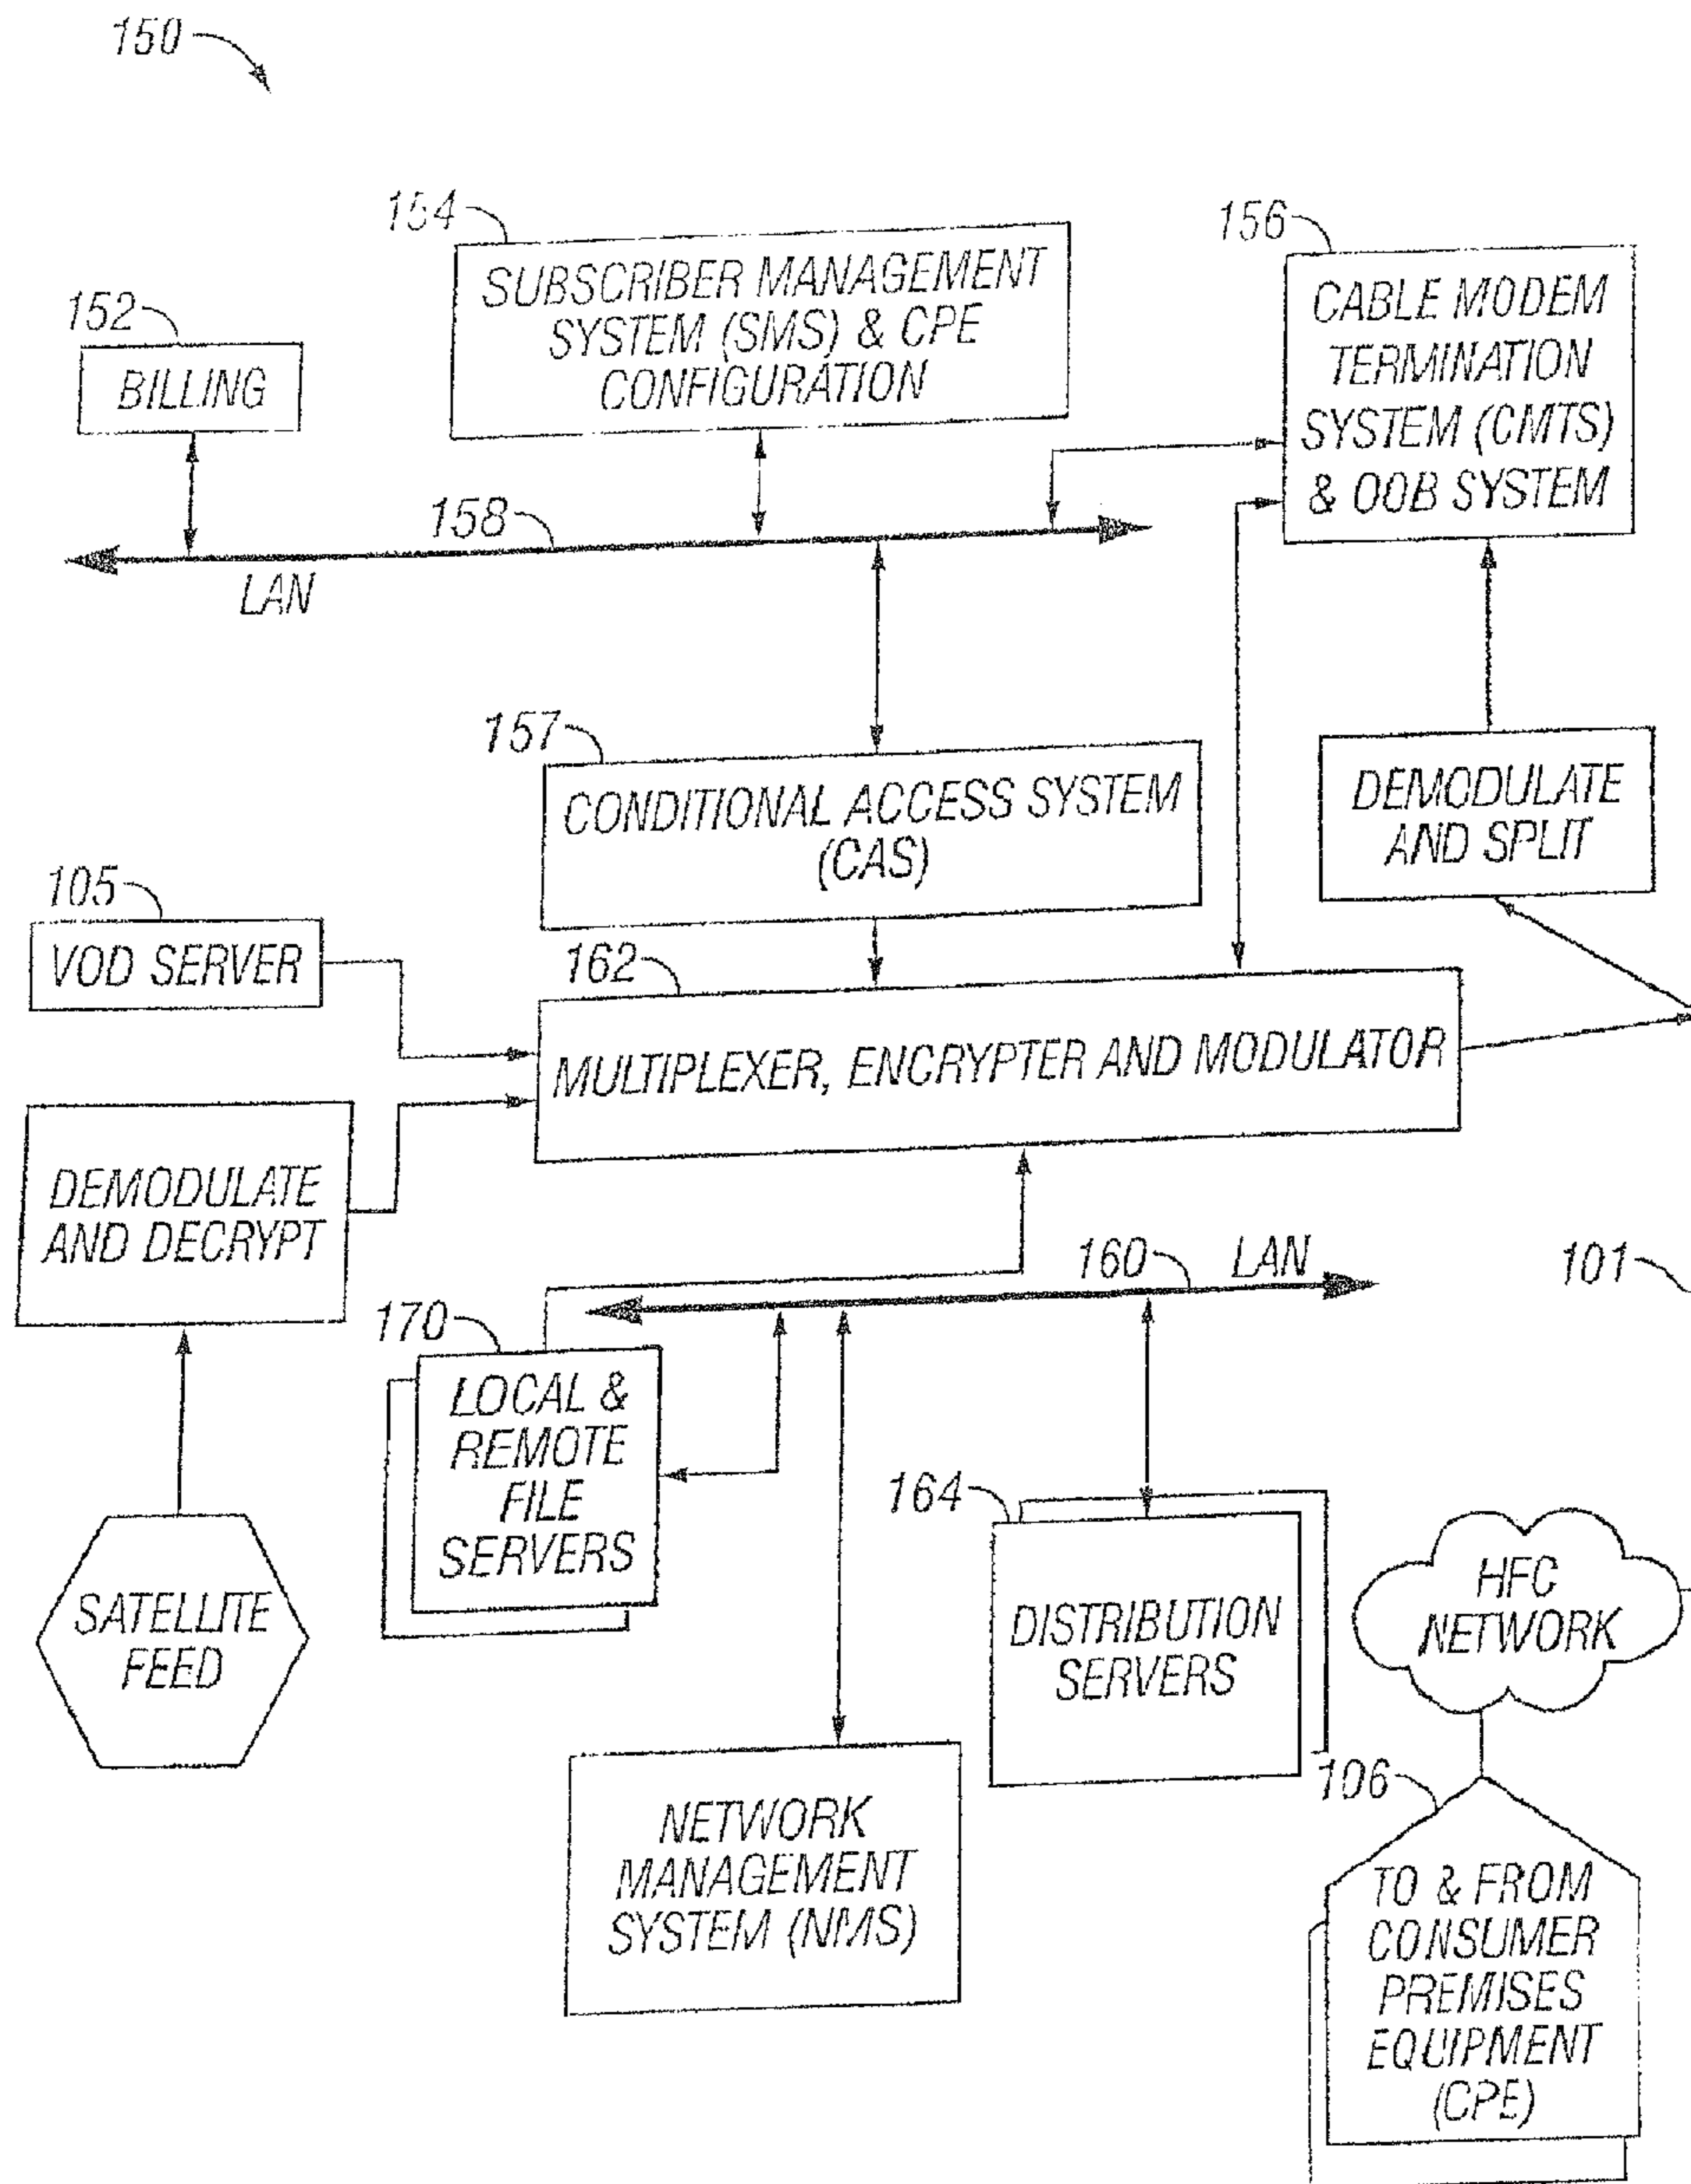 150
154
SUBSCRIBER MANAGEMENT
SYSTEM (SMS) & CPE
CONFIGURATION
156
CABLE MODEM
TERMINATION
SYSTEM (CMTS)
& OOB SYSTEM
152
BILLING
158
LAN
157
CONDITIONAL ACCESS SYSTEM
(CAS)
DEMODULATE
AND SPLIT
105
VOD SERVER
162
MULTIPLEXER, ENCRYPTER AND MODULATOR
DEMODULATE
AND DECRYPT
160
LAN
101
170
LOCAL &
REMOTE
FILE
SERVERS
164
DISTRIBUTION
SERVERS
HFC
NETWORK
SATELLITE
FEED
NETWORK
MANAGEMENT
SYSTEM (NMS)
106
TO & FROM
CONSUMER
PREMISES
EQUIPMENT
(CPE)